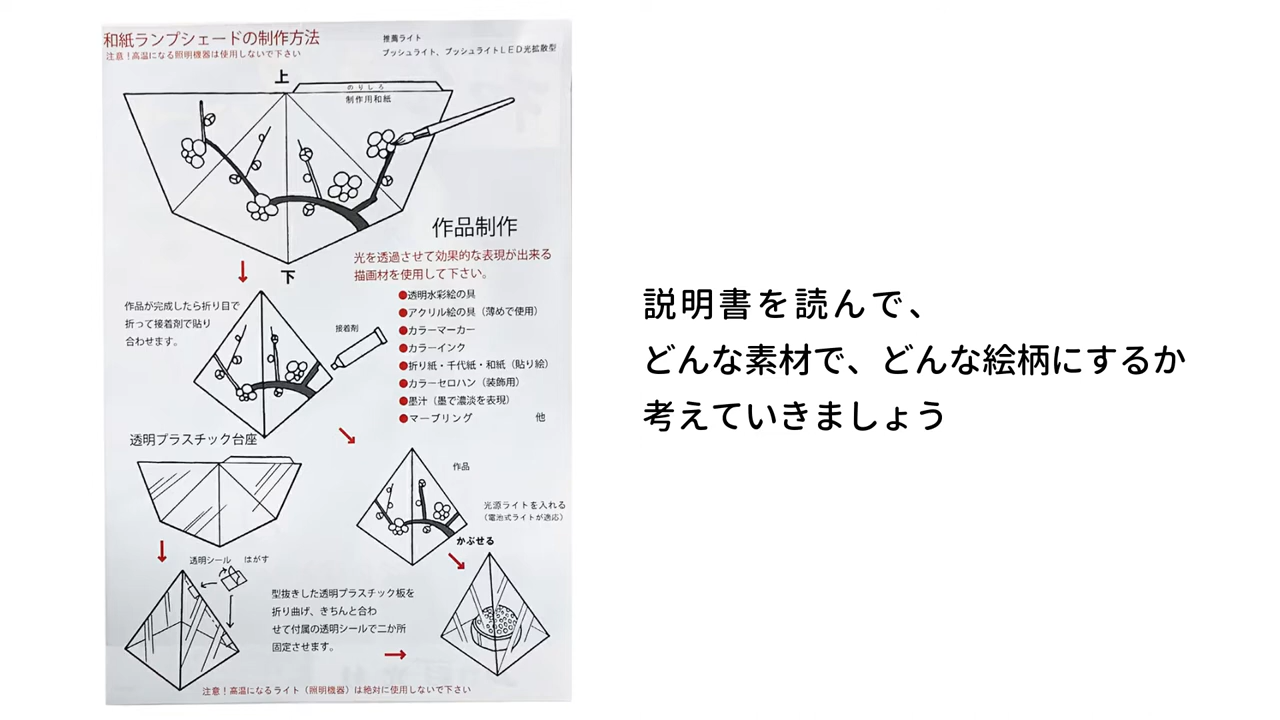 和紙ランプシェードの制作方法
注意!高温になる照明機器は使用しないで下さい
推薦ライト
プッシュライト、プッシュライトLED光拡散型
上
のりしろ
制作用和紙
下
作品制作
光を透過させて効果的な表現が出来る
描画材を使用して下さい。
●透明水彩絵の具
●アクリル絵の具(薄めで使用)
●カラーマーカー
●カラーインク
●折り紙・千代紙・和紙(貼り絵)
●カラーセロハン(装飾用)
●墨汁(墨で濃淡を表現)
●マーブリング 他
作品が完成したら折り目で
折って接着剤で貼り
合わせます。
接着剤
透明プラスチック台座
作品
光源ライトを入れる
(電池式ライトが適応)
かぶせる
透明シール はがす
型抜きした透明プラスチック板を
折り曲げ、きちんと合わ
せて付属の透明シールで二か所
固定させます。
注意!高温になるライト(照明機器)は絶対に使用しないで下さい
説明書を読んで、
どんな素材で、どんな絵柄にするか
考えていきましょう